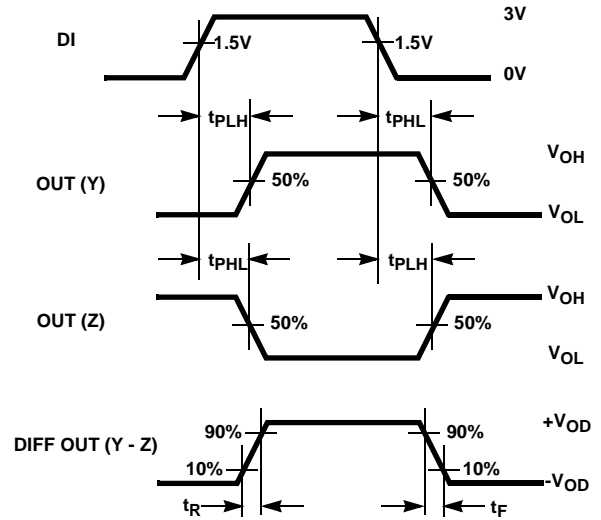 3V
DI 1.5V 1.5V
0V
tPLH tPHL
VOH
OUT (Y) 50% 50%
VOL
tPHL tPLH
VOH
OUT (Z) 50% 50%
VOL
+VOD
DIFF OUT (Y - Z) 90% 90%
10% 10%
-VOD
tR tF